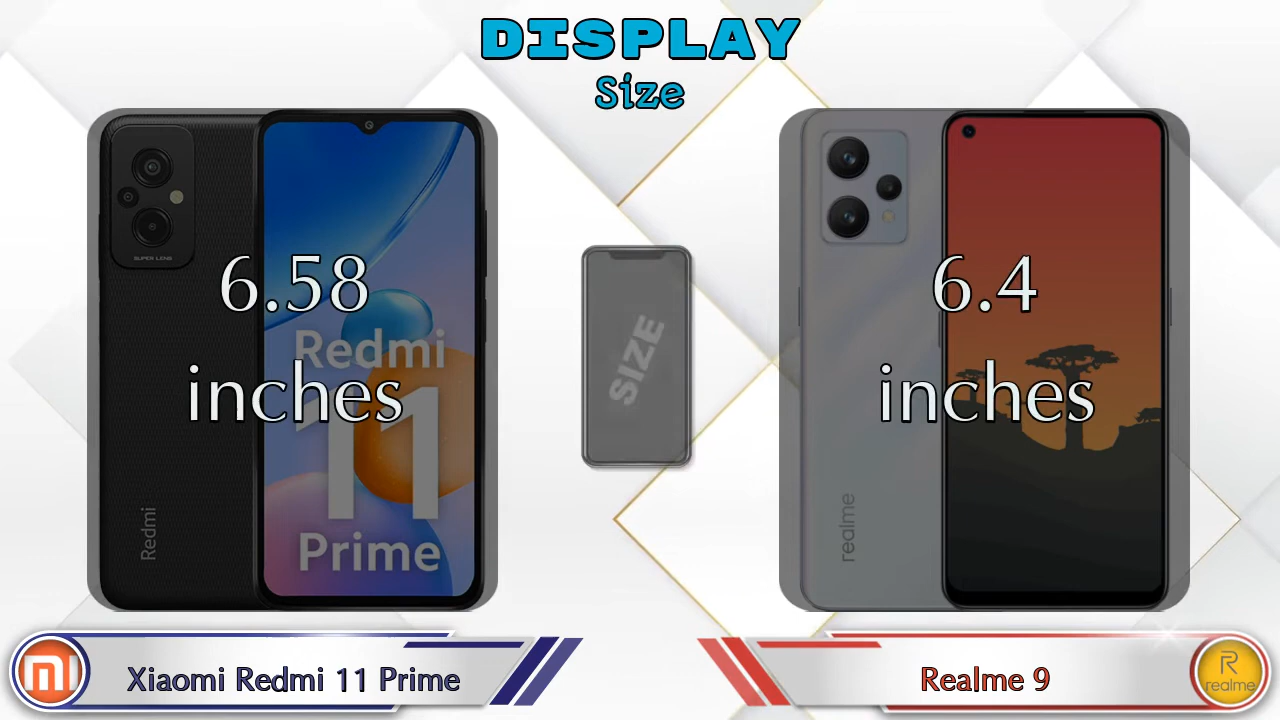 DISPLAY
Size
SUPER LENS
6.58
inches
Redmi
11
Prime
Redmi
SIZE
6.4
inches
realme
Xiaomi Redmi 11 Prime
Realme 9
R
realme